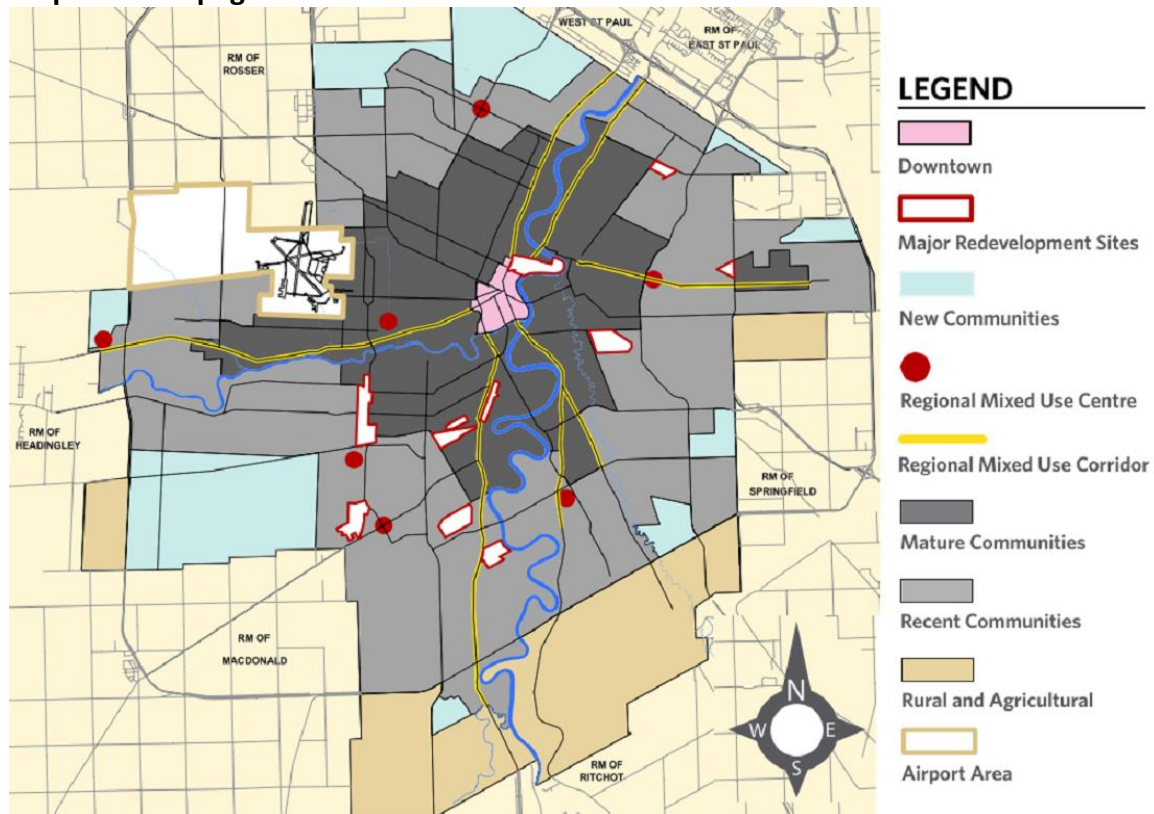 WEST ST PAUL
RM OF
EAST ST PAUL
RM OF
ROSSER
RM OF
HEADINGLEY
RM OF
SPRINGFIELD
RM OF
MACDONALD
RM OF
RITCHOT
LEGEND
Downtown
Major Redevelopment Sites
New Communities
Regional Mixed Use Centre
Regional Mixed Use Corridor
Mature Communities
Recent Communities
Rural and Agricultural
Airport Area
N
W
E
S